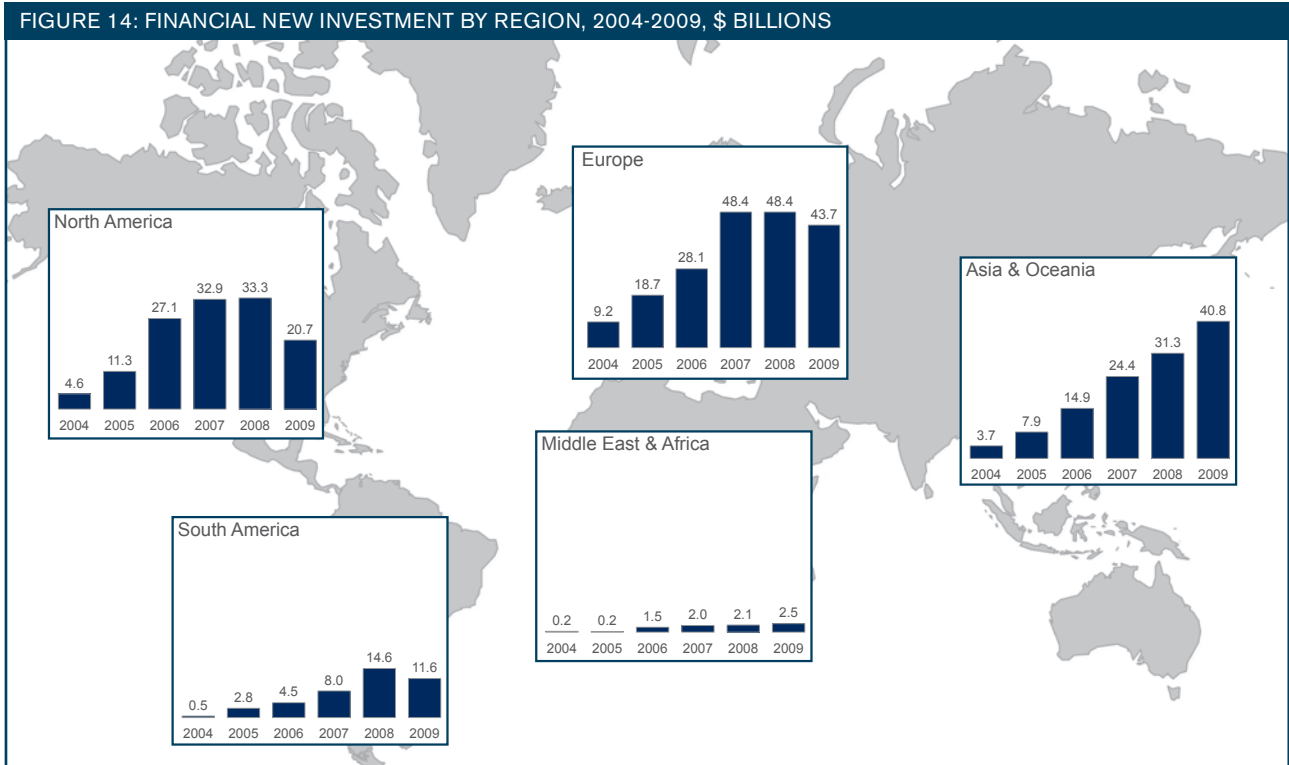 FIGURE 14: FINANCIAL NEW INVESTMENT BY REGION, 2004-2009, $ BILLIONS
North America
4.6 11.3 27.1 32.9 33.3 20.7
2004 2005 2006 2007 2008 2009
Europe
9.2 18.7 28.1 48.4 48.4 43.7
2004 2005 2006 2007 2008 2009
Asia & Oceania
3.7 7.9 14.9 24.4 31.3 40.8
2004 2005 2006 2007 2008 2009
Middle East & Africa
0.2 0.2 1.5 2.0 2.1 2.5
2004 2005 2006 2007 2008 2009
South America
0.5 2.8 4.5 8.0 14.6 11.6
2004 2005 2006 2007 2008 2009